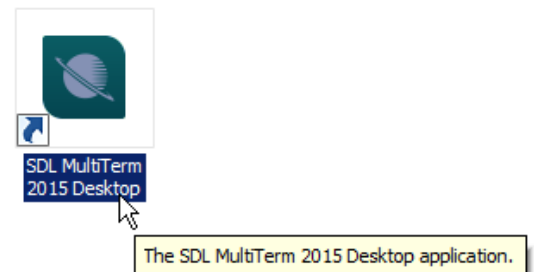 SDL MultiTerm
2015 Desktop
The SDL MultiTerm 2015 Desktop application.